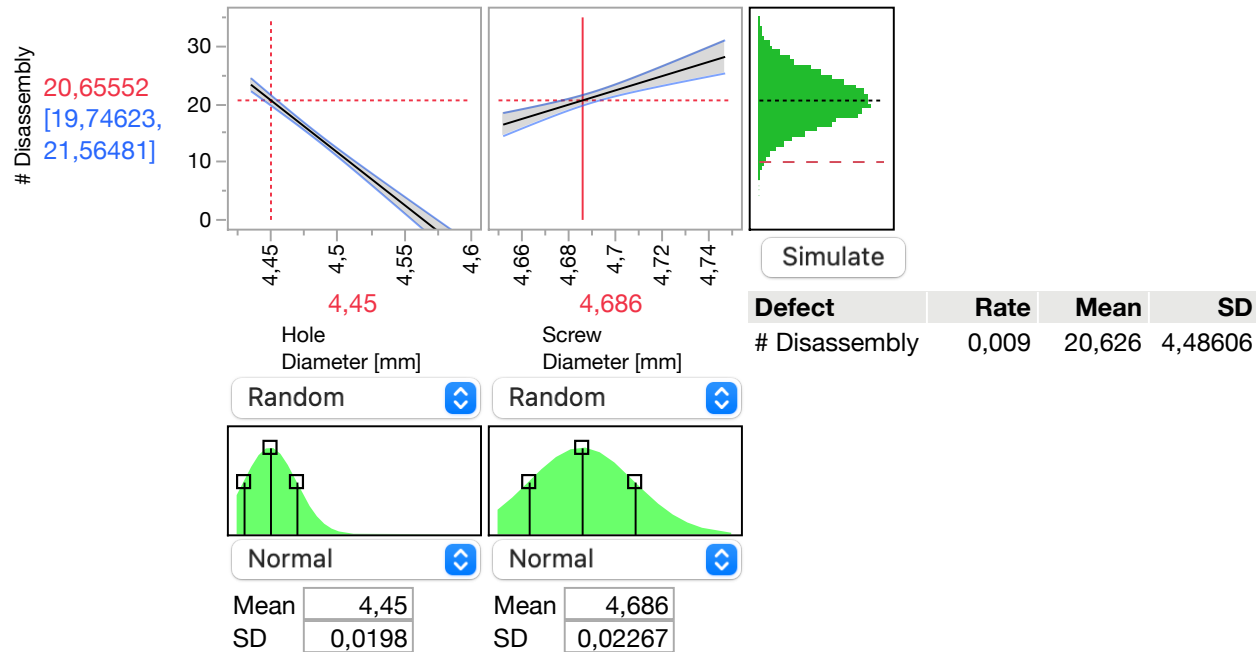 # Disassembly
20,65552
[19,74623,
21,56481]
30
20
10
0
4,45
4,5
4,55
4,6
4,66
4,68
4,7
4,72
4,74
4,45
4,686
Hole
Diameter [mm]
Screw
Diameter [mm]
Simulate
Defect Rate Mean SD
# Disassembly 0,009 20,626 4,48606
Random Random
Normal Normal
Mean 4,45 Mean 4,686
SD 0,0198 SD 0,02267